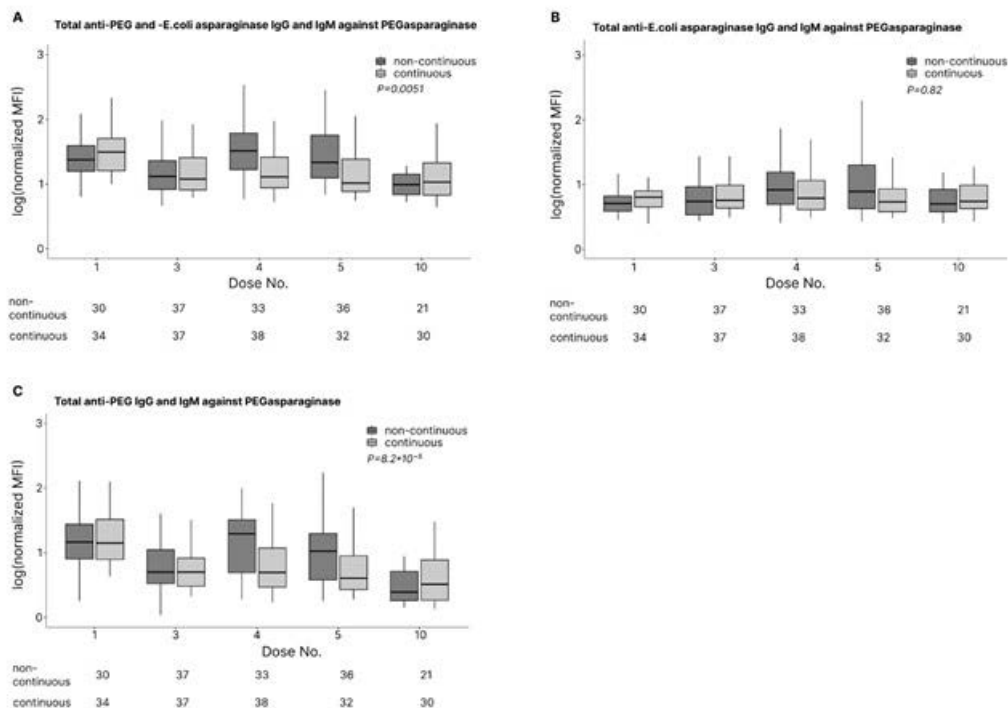 A
Total anti-PEG and -E.coli asparaginase IgG and IgM against PEGasparaginase
log(normalized MFI)
3
2
1
0
non-continuous
continuous
P=0.0051
1 3 4 5 10
Dose No.
non-
continuous 30 37 33 36 21
continuous 34 37 38 32 30
B
Total anti-E.coli asparaginase IgG and IgM against PEGasparaginase
log(normalized MFI)
3
2
1
0
non-continuous
continuous
P=0.82
1 3 4 5 10
Dose No.
non-
continuous 30 37 33 36 21
continuous 34 37 38 32 30
C
Total anti-PEG IgG and IgM against PEGasparaginase
log(normalized MFI)
3
2
1
0
non-continuous
continuous
1 3 4 5 10
Dose No.
non-
continuous 30 37 33 36 21
continuous 34 37 38 32 30